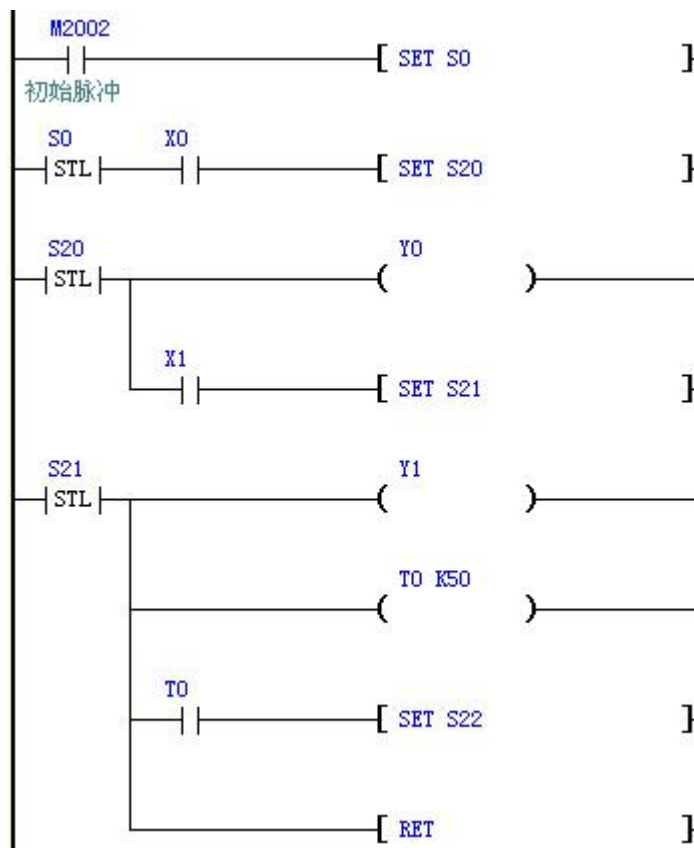 M2002
SET S0
初始脉冲
S0 X0
STL SET S20
S20 Y0
STL
X1
SET S21
S21 Y1
STL
T0 K50
T0
SET S22
RET